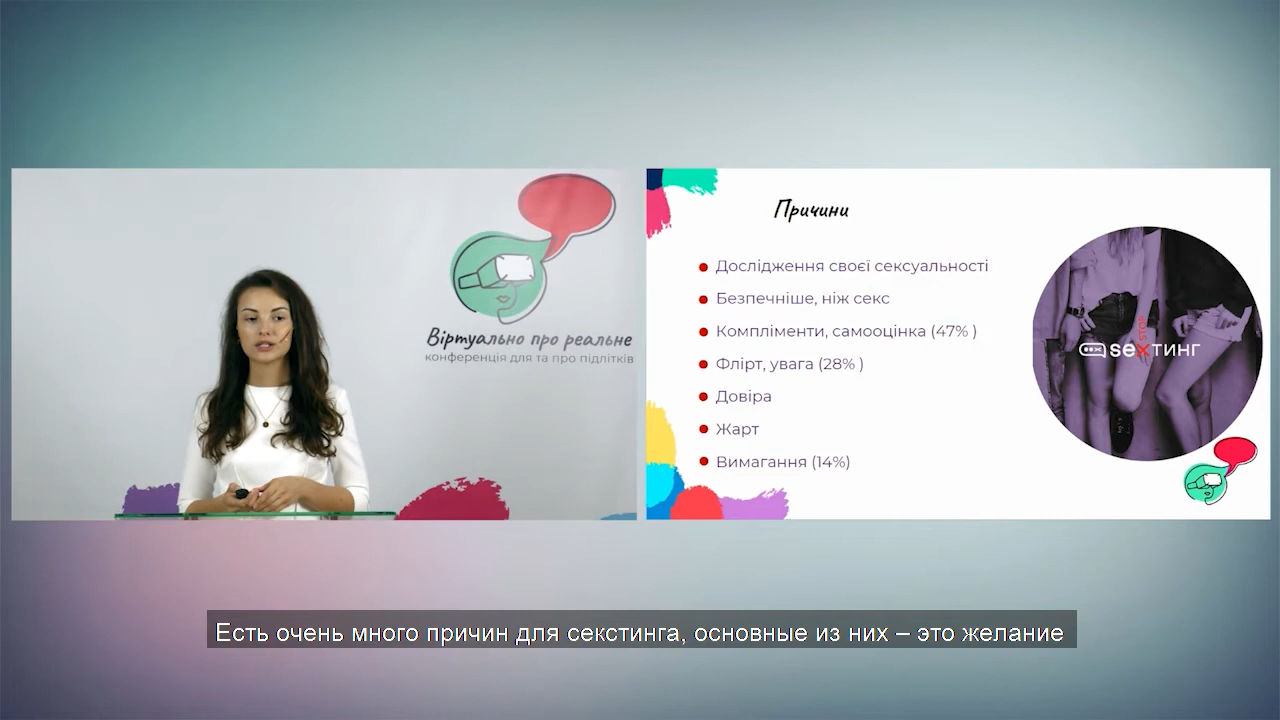 Віртуально про реальне
конференція для та про підлітків
Причини
Дослідження своєї сексуальності
Безпечніше, ніж секс
Компліменти, самооцінка (47% )
Флірт, увага (28% )
Довіра
Жарт
Вимагання (14%)
STOP
sexтинг
Есть очень много причин для секстинга, основные из них – это желание